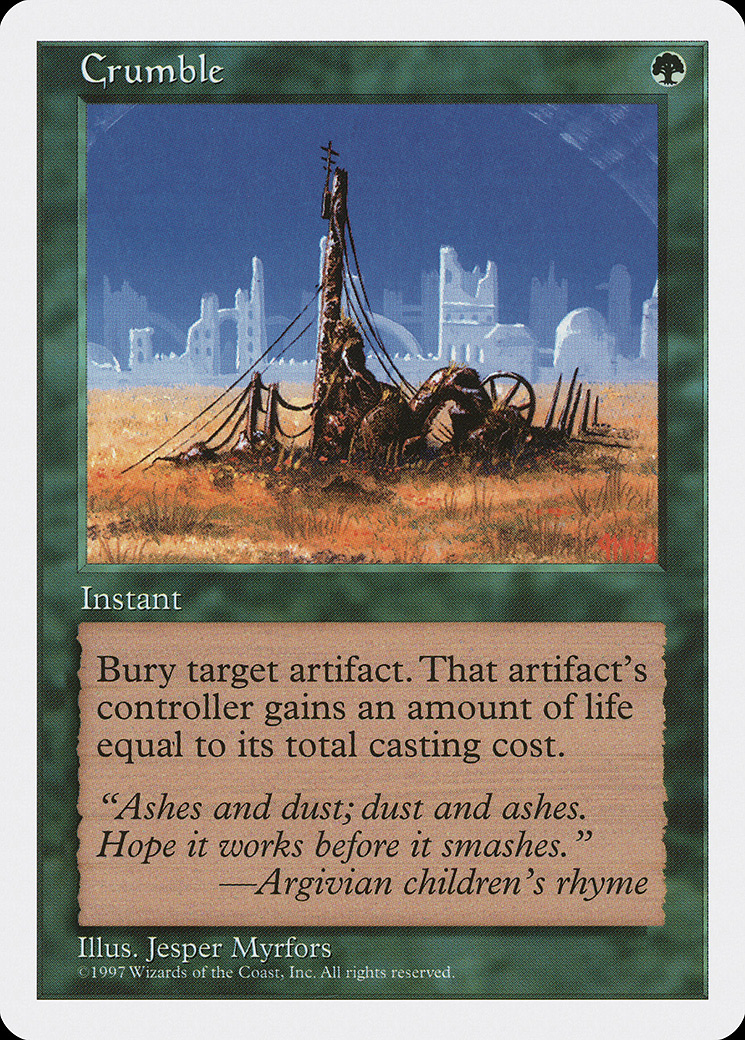 Crumble
Instant
Bury target artifact. That artifact's
controller gains an amount of life
equal to its total casting cost.
"Ashes and dust; dust and ashes.
Hope it works before it smashes."
—Argivian children's rhyme
Illus. Jesper Myrfors
©1997 Wizards of the Coast, Inc. All rights reserved.